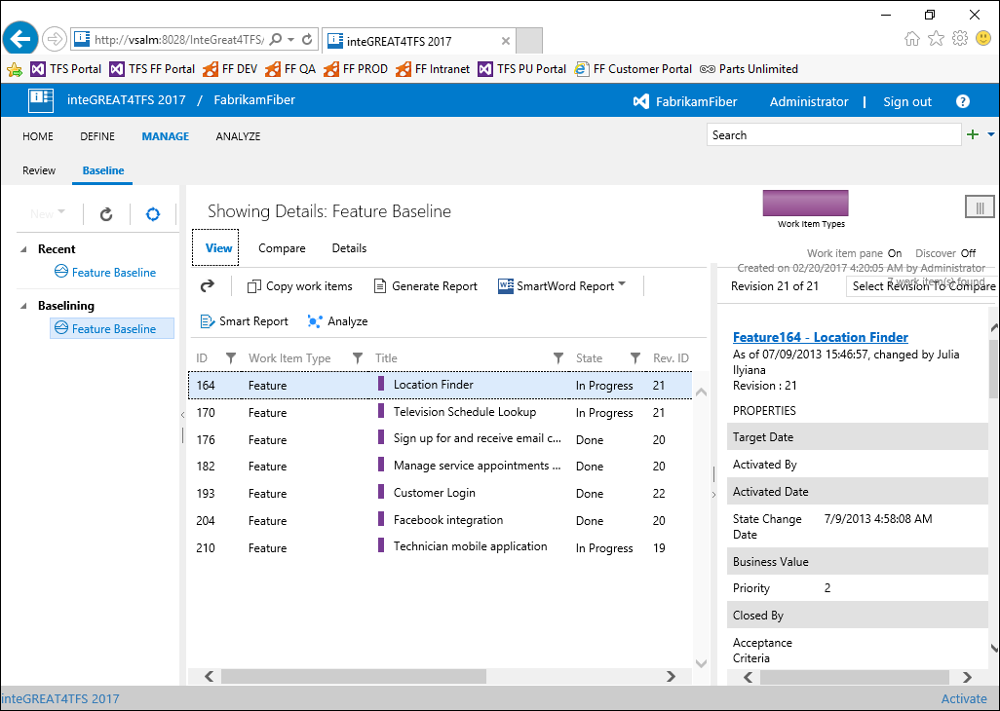 http://vsalm:8028/InteGreat4TFS/
inteGREAT4TFS 2017
TFS Portal TFS FF Portal FF DEV FF QA FF PROD FF Intranet TFS PU Portal FF Customer Portal Parts Unlimited
inteGREAT4TFS 2017 / FabrikamFiber FabrikamFiber Administrator | Sign out ?
HOME DEFINE MANAGE ANALYZE Search
Review Baseline
New
Recent
Feature Baseline
Baselining
Feature Baseline
Showing Details: Feature Baseline
Work Item Types
View Compare Details
Work item pane On Discover Off
Created on 02/20/2017 4:20:05 AM by Administrator
7 work item(s) found
Copy work items Generate Report SmartWord Report
Smart Report Analyze
ID Work Item Type Title State Rev. ID
164 Feature Location Finder In Progress 21
170 Feature Television Schedule Lookup In Progress 21
176 Feature Sign up for and receive email c... Done 20
182 Feature Manage service appointments ... Done 20
193 Feature Customer Login Done 22
204 Feature Facebook integration Done 20
210 Feature Technician mobile application In Progress 19
Revision 21 of 21 Select Revision To Compare
Feature164 - Location Finder
As of 07/09/2013 15:46:57, changed by Julia
Ilyiana
Revision : 21
PROPERTIES
Target Date
Activated By
Activated Date
State Change
Date
7/9/2013 4:58:08 AM
Business Value
Priority 2
Closed By
Acceptance
Criteria
inteGREAT4TFS 2017 Activate